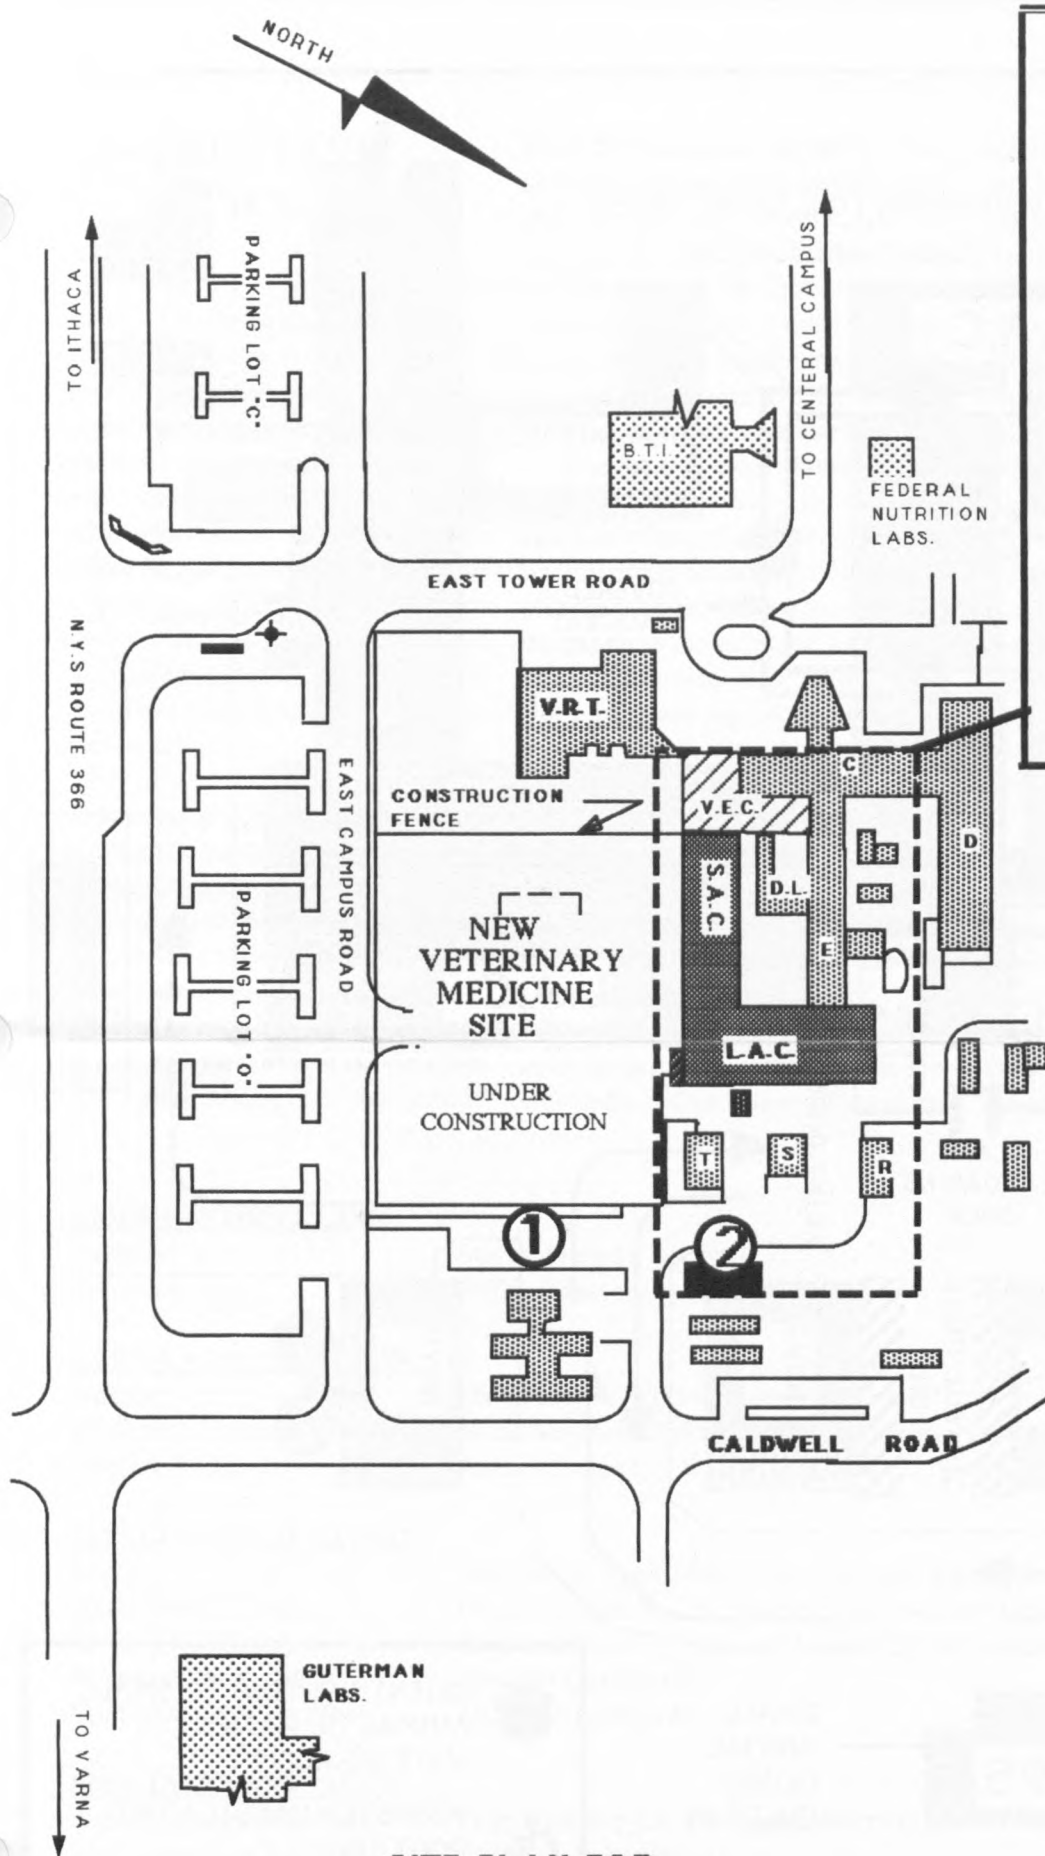 NORTH
TO ITHACA
PARKING LOT "C"
TO CENTERAL CAMPUS
B.T.I.
FEDERAL
NUTRITION
LABS.
EAST TOWER ROAD
N.Y.S ROUTE 366
V.R.T.
C
CONSTRUCTION
FENCE
V.E.C.
D
EAST CAMPUS ROAD
S.A.C.
D.L.
PARKING LOT "O"
NEW
VETERINARY
MEDICINE
SITE
E
L.A.C.
UNDER
CONSTRUCTION
T
S
R
1
2
CALDWELL ROAD
GUTERMAN
LABS.
TO VARNA